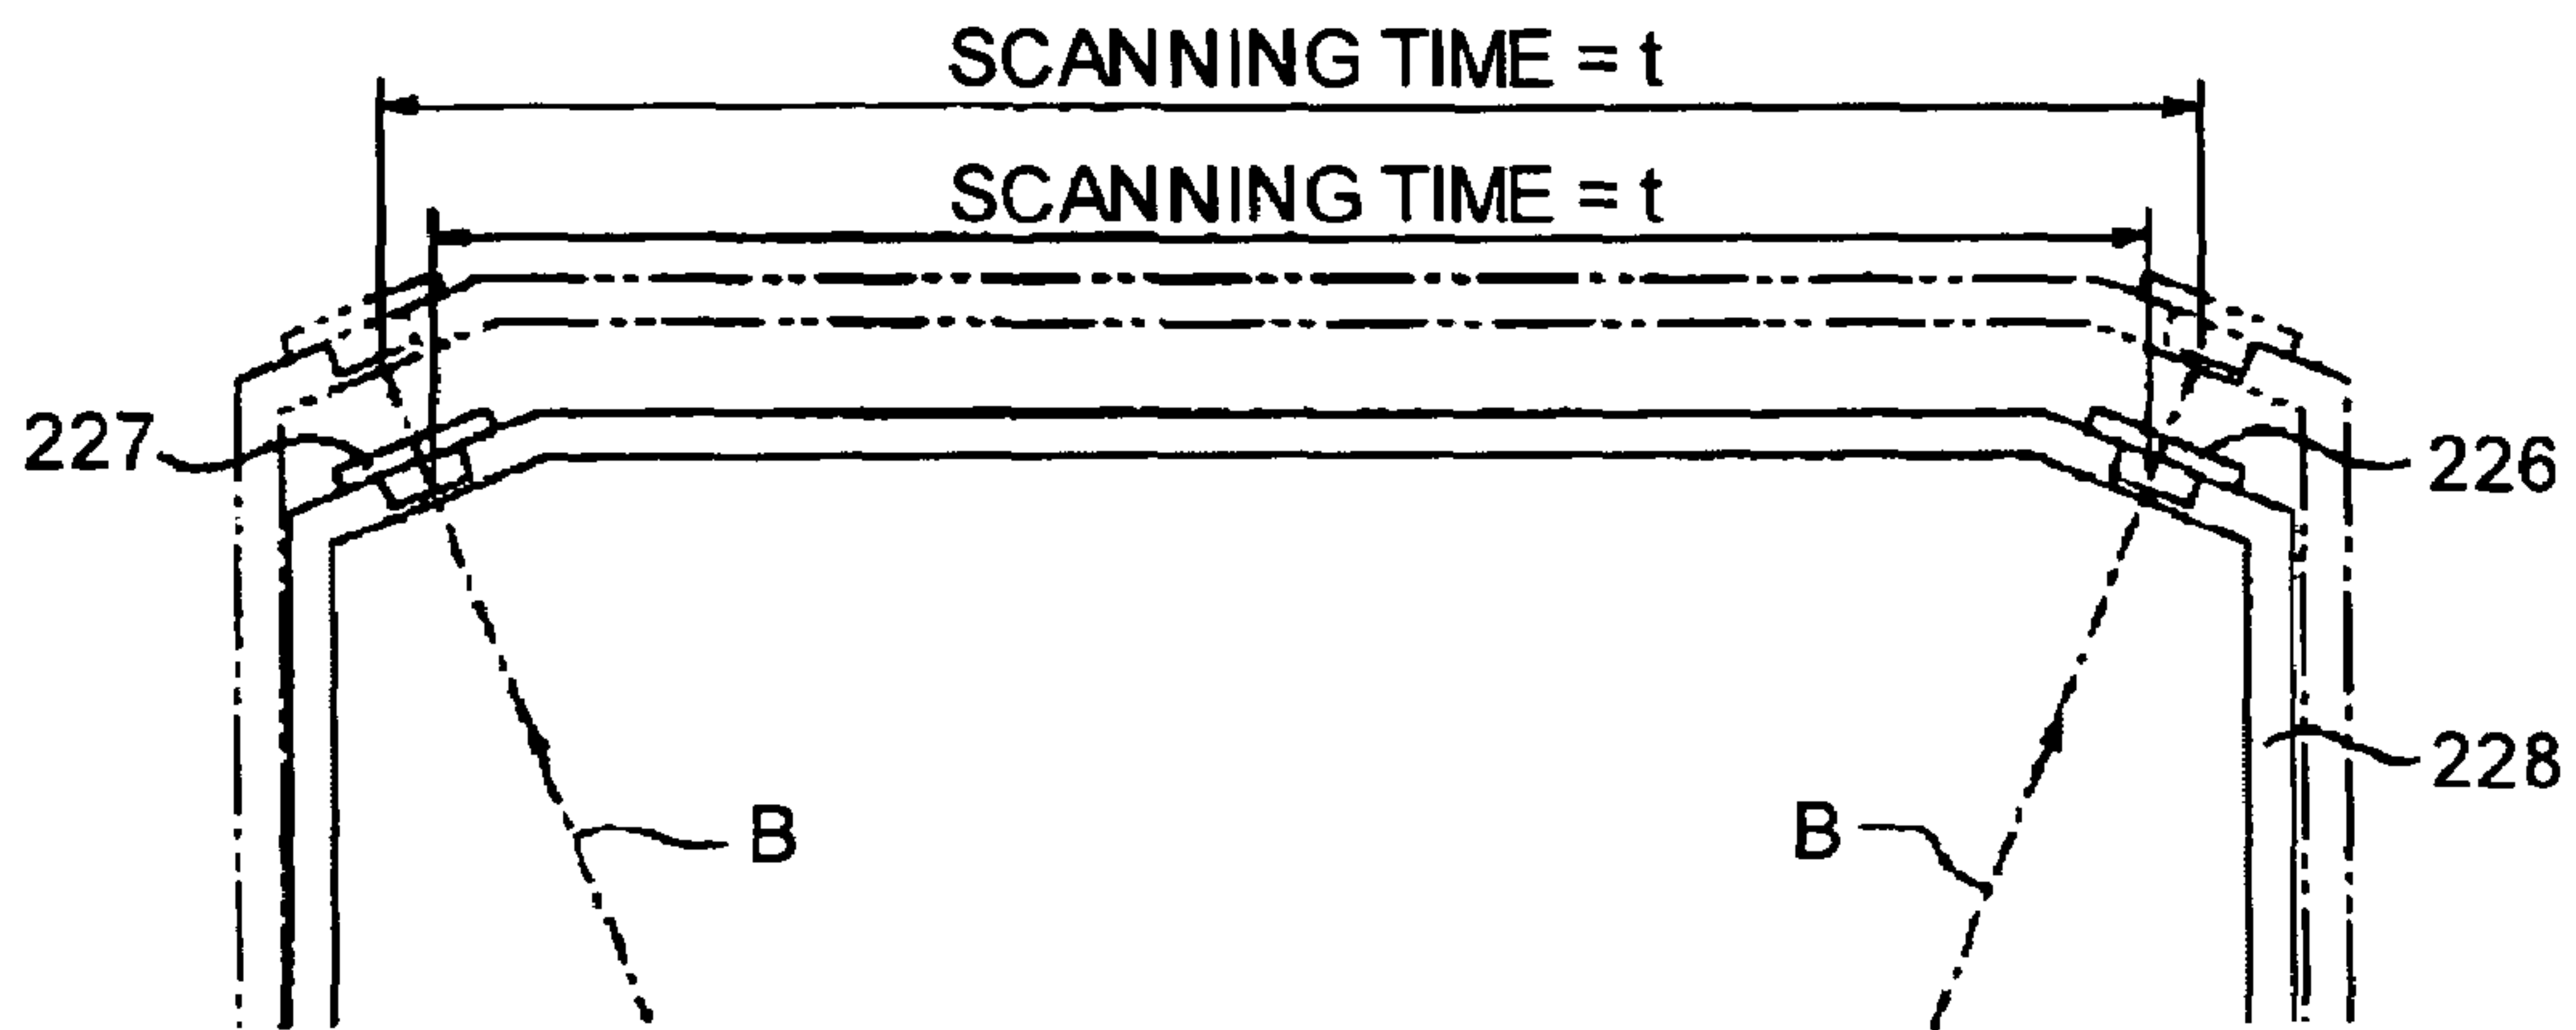 SCANNING TIME = t
SCANNING TIME = t
227
226
228
B
B